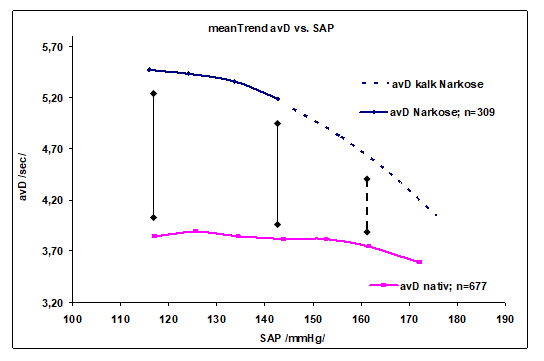 meanTrend avD vs. SAP
5,70
5,20
4,70
4,20
3,70
3,20
avD /sec/
avD kalk Narkose
avD Narkose; n=309
avD nativ; n=677
100 110 120 130 140 150 160 170 180 190
SAP /mmHg/